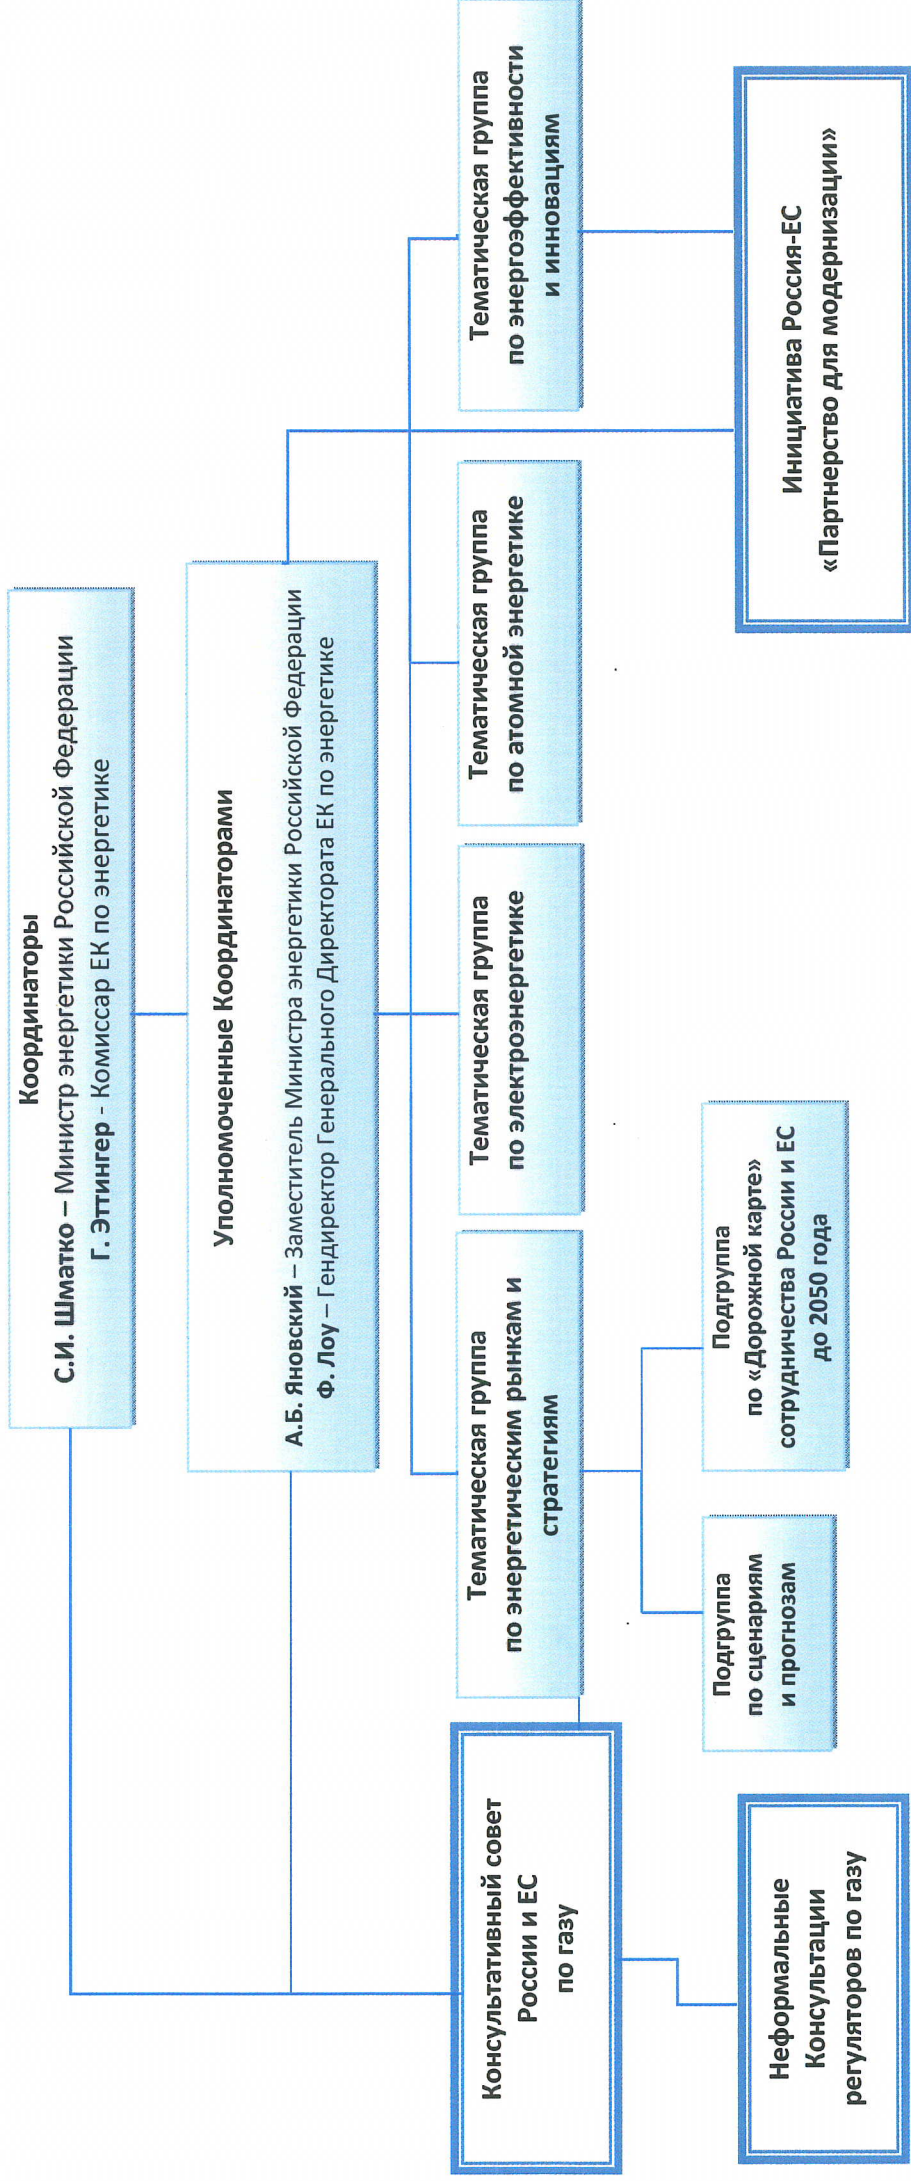 Координаторы
С.И. Шматко – Министр энергетики Российской Федерации
Г. Эттингер - Комиссар ЕК по энергетике
Уполномоченные Координаторами
А.Б. Яновский – Заместитель Министра энергетики Российской Федерации
Ф. Лоу – Гендиректор Генерального Директората ЕК по энергетике
Консультативный совет
России и ЕС
по газу
Тематическая группа
по энергетическим рынкам и
стратегиям
Тематическая группа
по электроэнергетике
Тематическая группа
по атомной энергетике
Тематическая группа
по энергоэффективности
и инновациям
Неформальные
Консультации
регуляторов по газу
Подгруппа
по сценариям
и прогнозам
Подгруппа
по «Дорожной карте»
сотрудничества России и ЕС
до 2050 года
Инициатива Россия-ЕС
«Партнерство для модернизации»